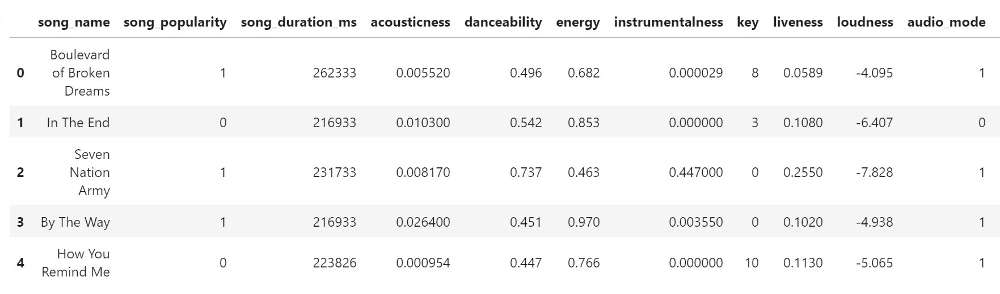 song_name song_popularity song_duration_ms acousticness danceability energy instrumentalness key liveness loudness audio_mode
0 Boulevard of Broken Dreams 1 262333 0.005520 0.496 0.682 0.000029 8 0.0589 -4.095 1
1 In The End 0 216933 0.010300 0.542 0.853 0.000000 3 0.1080 -6.407 0
2 Seven Nation Army 1 231733 0.008170 0.737 0.463 0.447000 0 0.2550 -7.828 1
3 By The Way 1 216933 0.026400 0.451 0.970 0.003550 0 0.1020 -4.938 1
4 How You Remind Me 0 223826 0.000954 0.447 0.766 0.000000 10 0.1130 -5.065 1